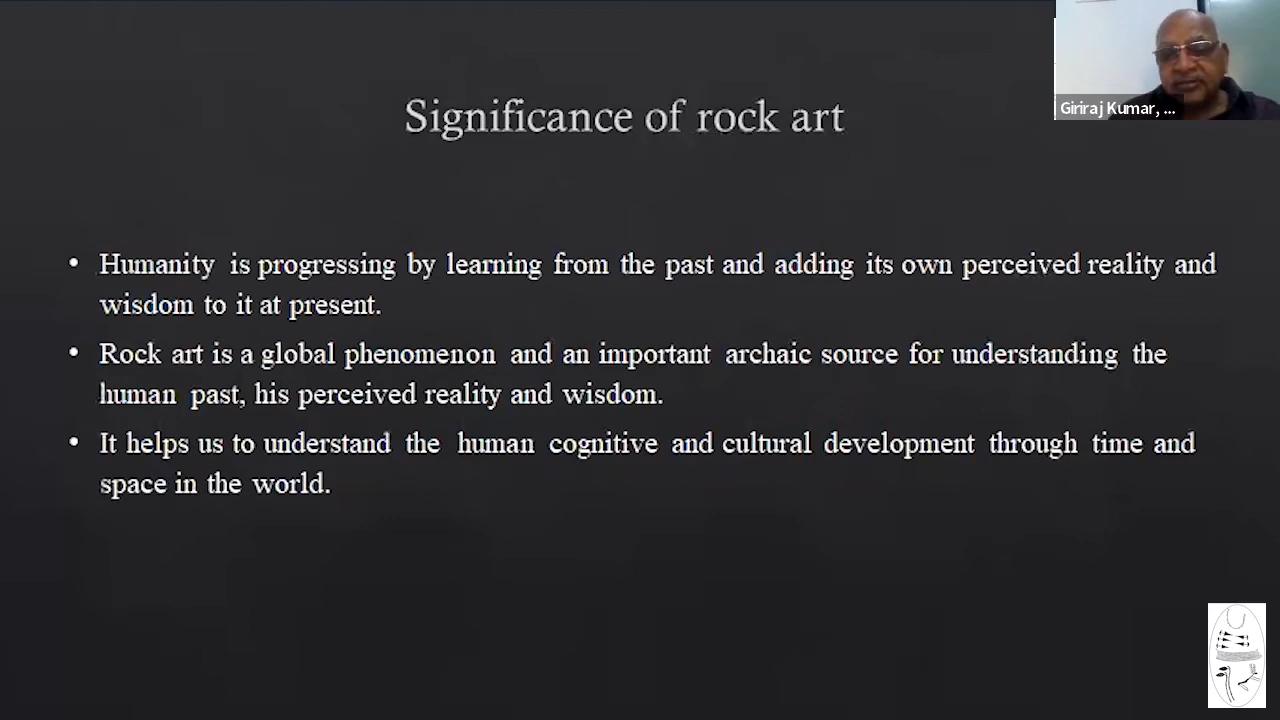 Giriraj Kumar, ...
Significance of rock art
• Humanity is progressing by learning from the past and adding its own perceived reality and
wisdom to it at present.
• Rock art is a global phenomenon and an important archaic source for understanding the
human past, his perceived reality and wisdom.
• It helps us to understand the human cognitive and cultural development through time and
space in the world.